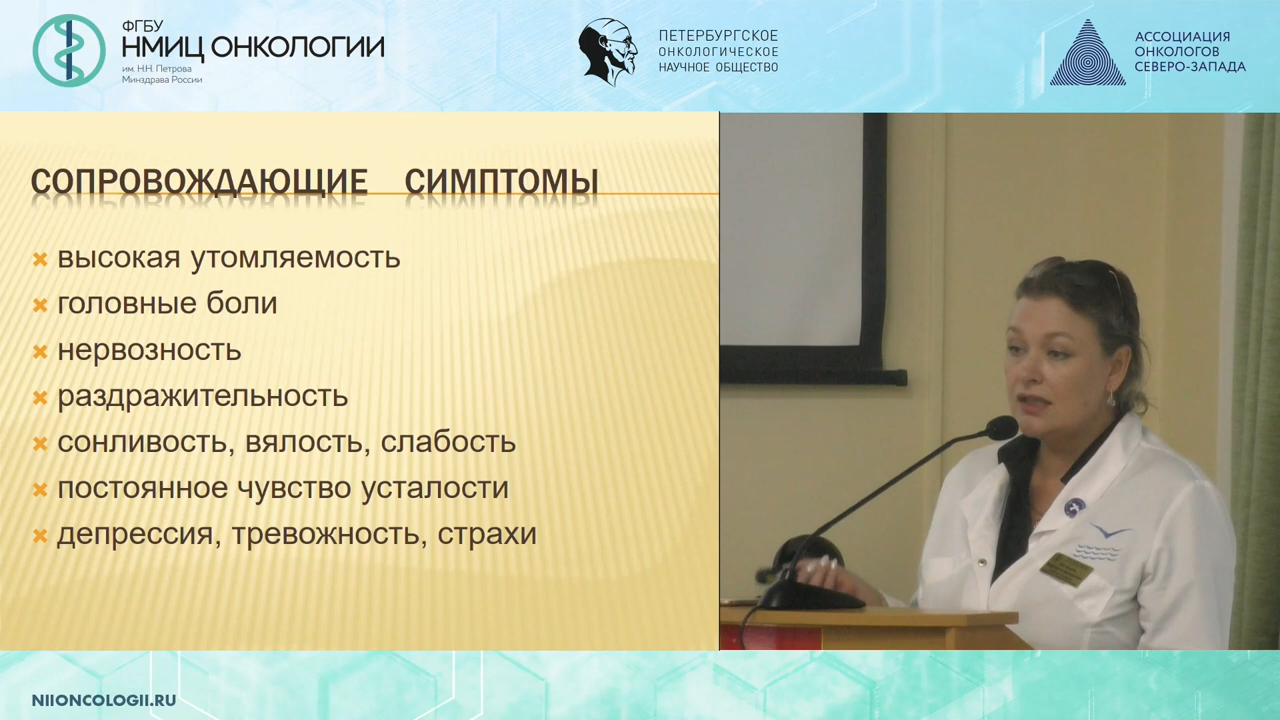 ФГБУ
НМИЦ ОНКОЛОГИИ
им. Н.Н. Петрова
Минздрава России
ПЕТЕРБУРГСКОЕ
ОНКОЛОГИЧЕСКОЕ
НАУЧНОЕ ОБЩЕСТВО
АССОЦИАЦИЯ
ОНКОЛОГОВ
СЕВЕРО-ЗАПАДА
СОПРОВОЖДАЮЩИЕ СИМПТОМЫ
высокая утомляемость
головные боли
нервозность
раздражительность
сонливость, вялость, слабость
постоянное чувство усталости
депрессия, тревожность, страхи
NIIONCOLOGII.RU